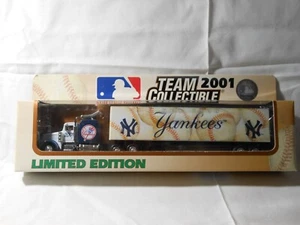 TEAM 2001
COLLECTIBLE
NY Yankees NY
LIMITED EDITION